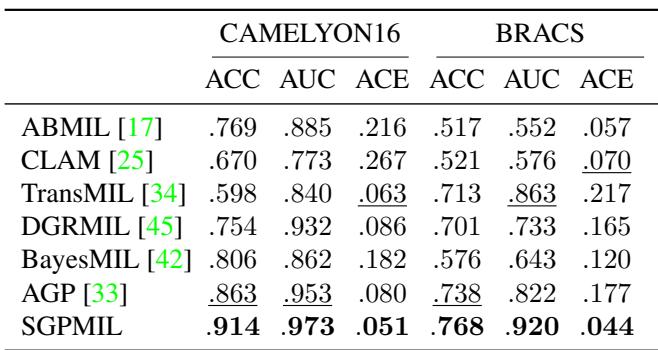 CAMELYON16 BRACS
ACC AUC ACE ACC AUC ACE
ABMIL [17] .769 .885 .216 .517 .552 .057
CLAM [25] .670 .773 .267 .521 .576 .070
TransMIL [34] .598 .840 .063 .713 .863 .217
DGRMIL [45] .754 .932 .086 .701 .733 .165
BayesMIL [42] .806 .862 .182 .576 .643 .120
AGP [33] .863 .953 .080 .738 .822 .177
SGPMIL .914 .973 .051 .768 .920 .044